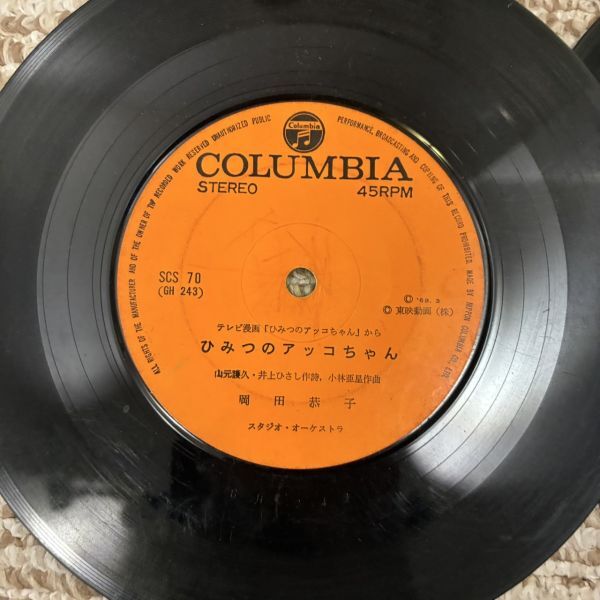 ALL RIGHTS OF THE MANUFACTURER AND OF THE OWNER OF THE RECORDED WORK RESERVED UNAUTHORIZED PUBLIC PERFORMANCE, BROADCASTING AND COPYING OF THIS RECORD PROHIBITED. MADE BY NIPPON COLUMBIA CO., LTD.
Columbia
COLUMBIA
STEREO 45RPM
SCS 70
(GH 243)
Ⓒ '69. 3
Ⓒ 東映動画(株)
テレビ漫画「ひみつのアッコちゃん」から
ひみつのアッコちゃん
山元護久・井上ひさし作詩, 小林亜星作曲
岡田恭子
スタジオ・オーケストラ